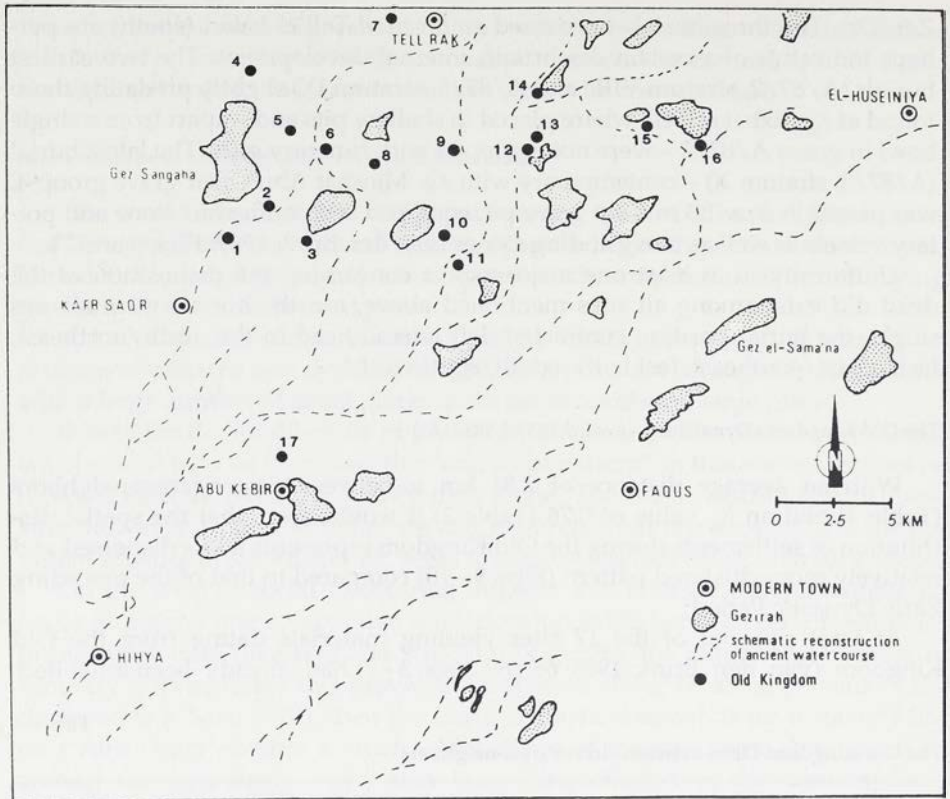 7
TELL RAK
4
EL-HUSEINIYA
14
5
6
13
15
Gez Sangaha
8
9
12
16
10
3
11
KAFR SAQR
Gez el-Sama'na
17
ABU KEBIR
FAQUS
0 2·5 5 KM
MODERN TOWN
Gezirah
schematic reconstruction
of ancient water course
HIHYA
Old Kingdom